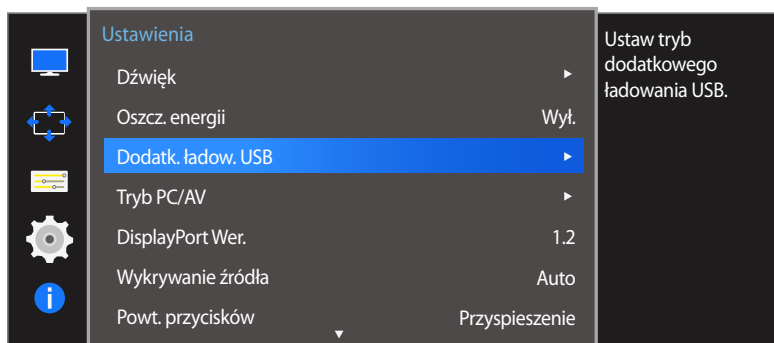 Ustawienia
Dźwięk
Oszcz. energii Wył.
Dodatk. ładow. USB
Tryb PC/AV
DisplayPort Wer. 1.2
Wykrywanie źródła Auto
Powt. przycisków Przyspieszenie
Ustaw tryb
dodatkowego
ładowania USB.